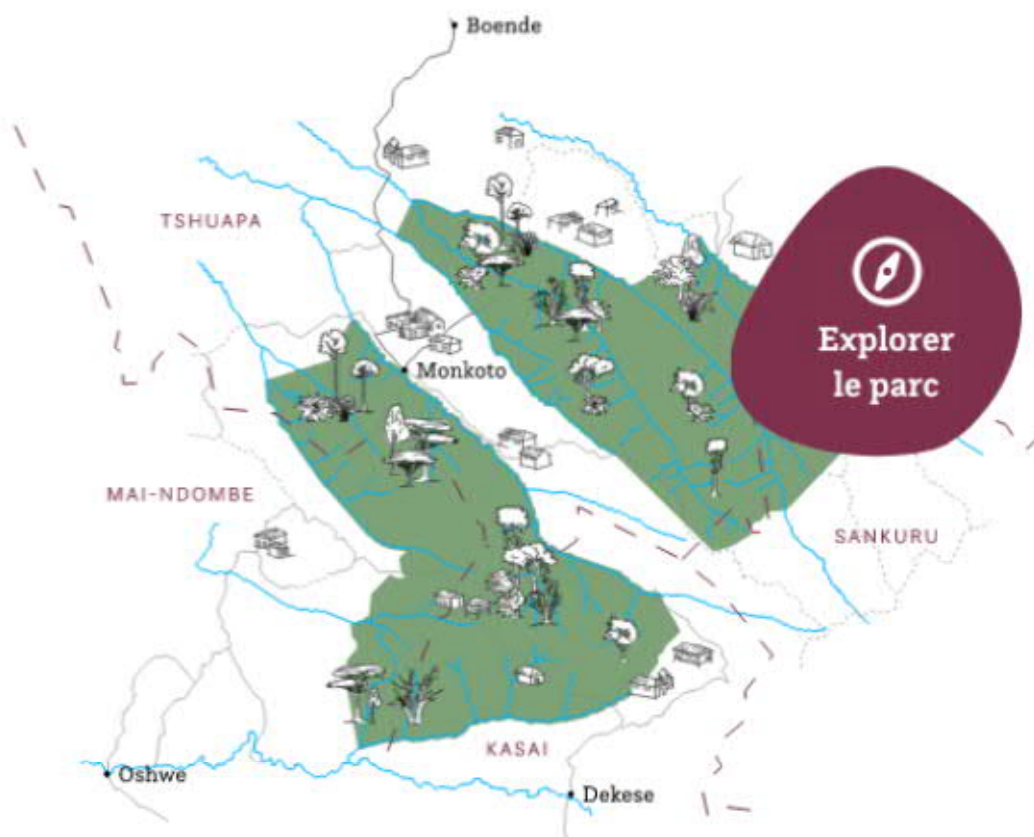 Boende
TSHUAPA
Explorer
le parc
Monkoto
MAI-NDOMBE
SANKURU
KASAI
Oshwe
Dekese